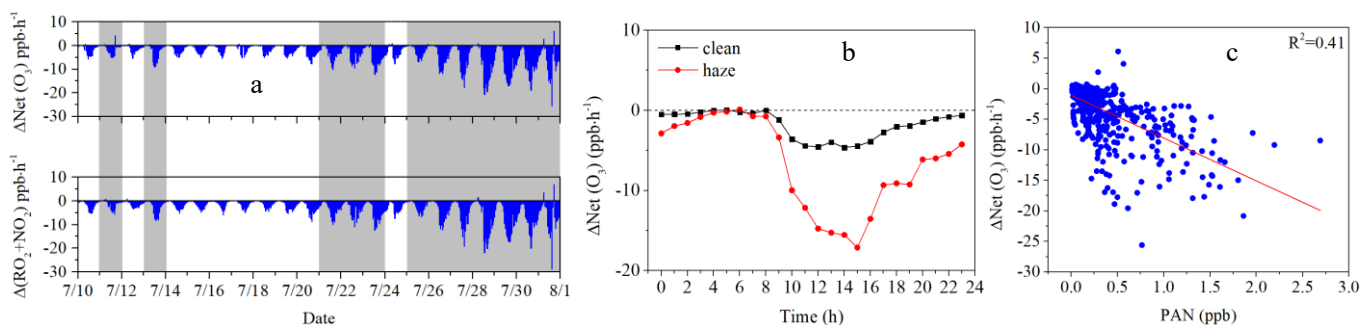 a
ΔNet (O₃) ppb·h⁻¹
10
0
-10
-20
-30
Δ(RO₂+NO₂) ppb·h⁻¹
10
0
-10
-20
-30
7/10 7/12 7/14 7/16 7/18 7/20 7/22 7/24 7/26 7/28 7/30 8/1
Date
b
clean
haze
ΔNet (O₃) (ppb·h⁻¹)
10
0
-10
-20
0 2 4 6 8 10 12 14 16 18 20 22 24
Time (h)
c
R²=0.41
ΔNet (O₃) (ppb·h⁻¹)
10
5
0
-5
-10
-15
-20
-25
-30
0.0 0.5 1.0 1.5 2.0 2.5 3.0
PAN (ppb)